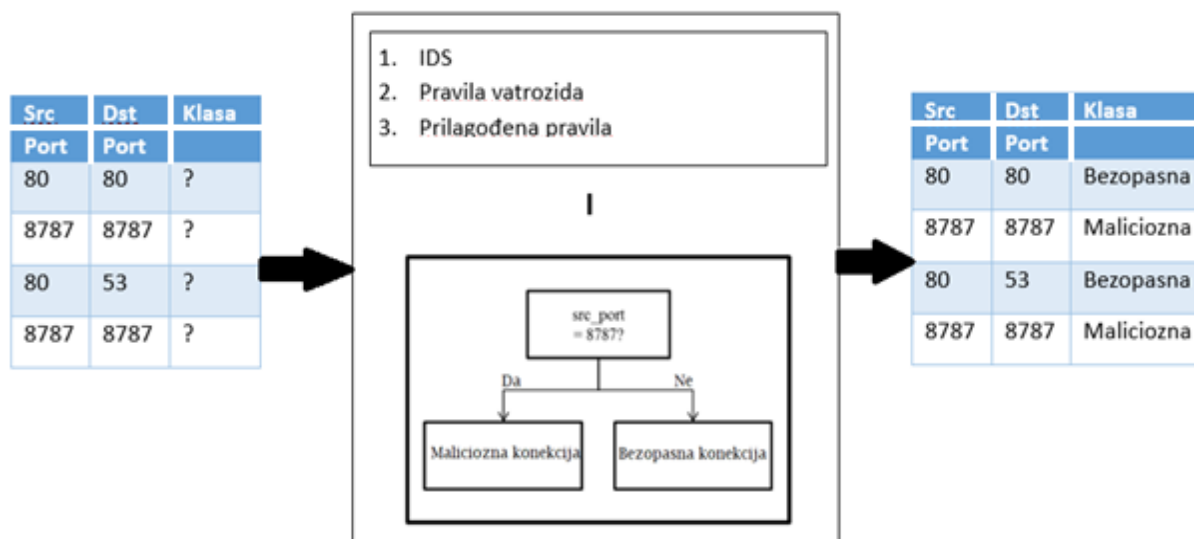 Src Dst Klasa
Port Port
80 80 ?
8787 8787 ?
80 53 ?
8787 8787 ?
1. IDS
2. Pravila vatrozida
3. Prilagođena pravila
I
src_port
= 8787?
Da Ne
Maliciozna konekcija
Bezopasna konekcija
Src Dst Klasa
Port Port
80 80 Bezopasna
8787 8787 Maliciozna
80 53 Bezopasna
8787 8787 Maliciozna